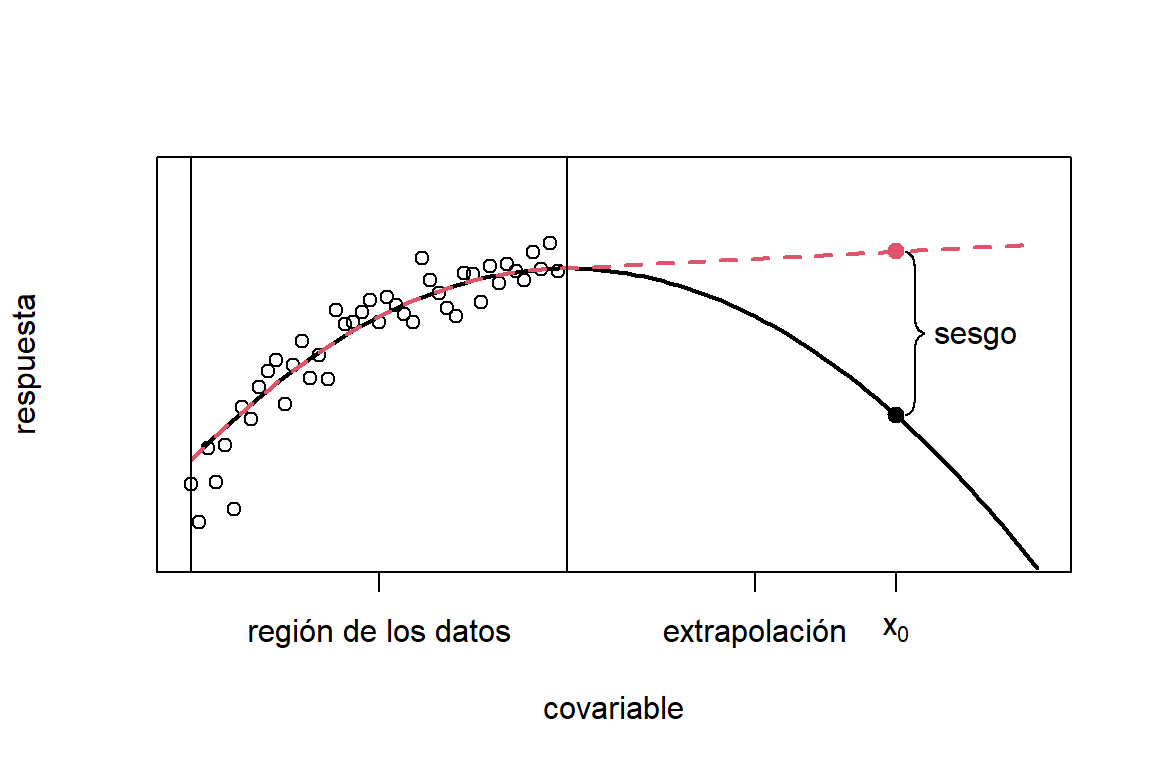 respuesta
sesgo
región de los datos
extrapolación
x₀
covariable